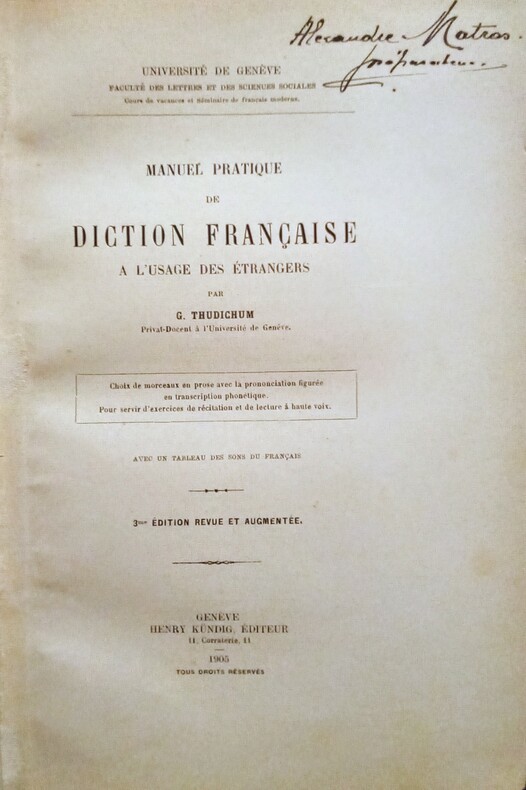 Alexandre Matras.
UNIVERSITÉ DE GENÈVE
FACULTÉ DES LETTRES ET DES SCIENCES SOCIALES
Cours de vacances et Séminaire de français moderne.
MANUEL PRATIQUE
DE
DICTION FRANÇAISE
A L'USAGE DES ÉTRANGERS
PAR
G. THUDICHUM
Privat-Docent à l'Université de Genève.
Choix de morceaux en prose avec la prononciation figurée
en transcription phonétique.
Pour servir d'exercices de récitation et de lecture à haute voix.
AVEC UN TABLEAU DES SONS DU FRANÇAIS
3me ÉDITION REVUE ET AUGMENTÉE.
GENÈVE
HENRY KÜNDIG, ÉDITEUR
11, Corraterie, 11
1905
TOUS DROITS RÉSERVÉS